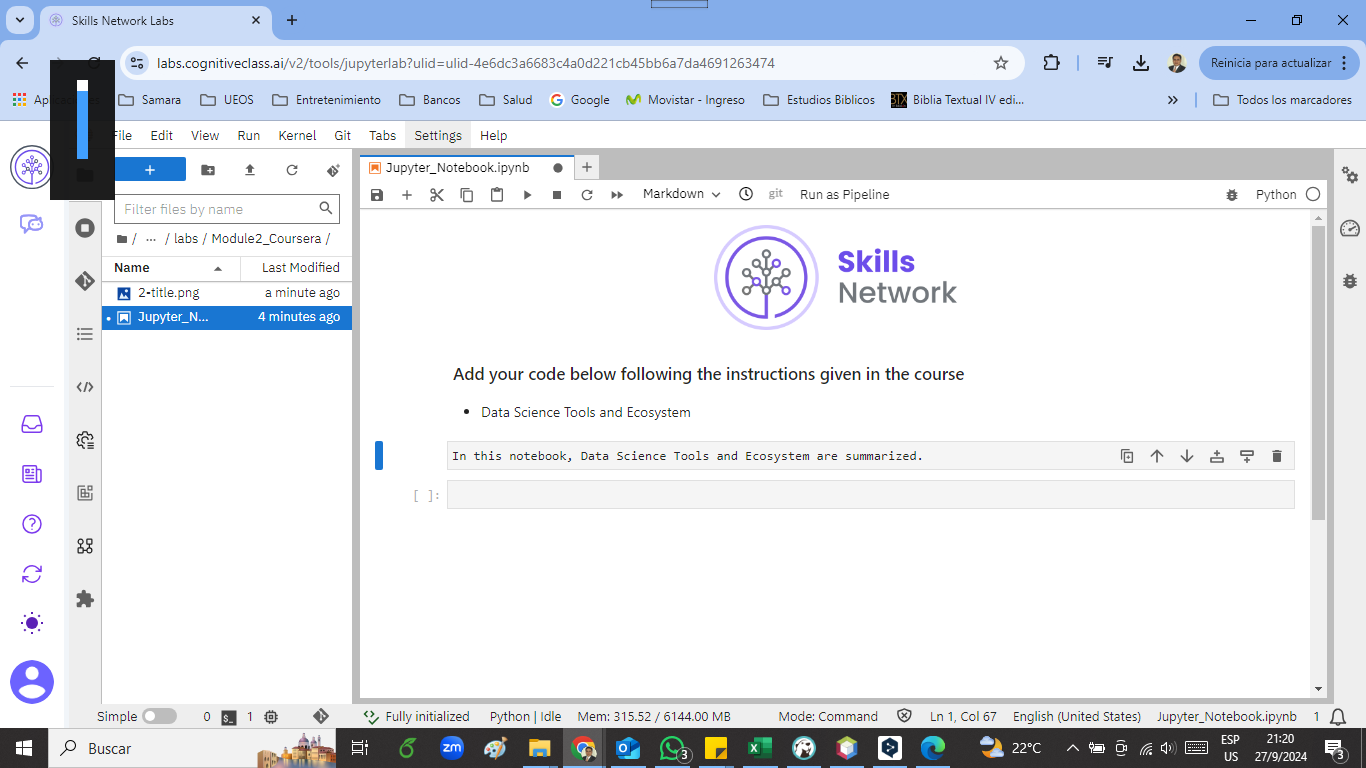 Skills Network Labs
labs.cognitiveclass.ai/v2/tools/jupyterlab?ulid=ulid-4e6dc3a6683c4a0d221cb45bb6a7da4691263474
Reinicia para actualizar
Samara
UEOS
Entretenimiento
Bancos
Salud
Google
Movistar - Ingreso
Estudios Biblicos
BTX
Biblia Textual IV edi...
»
Todos los marcadores
File Edit View Run Kernel Git Tabs Settings Help
Filter files by name
/ ... / labs / Module2_Coursera /
Name Last Modified
2-title.png a minute ago
Jupyter_N... 4 minutes ago
Jupyter_Notebook.ipynb
Markdown
git
Run as Pipeline
Python
Skills
Network
Add your code below following the instructions given in the course
• Data Science Tools and Ecosystem
In this notebook, Data Science Tools and Ecosystem are summarized.
[ ]:
Simple 0 1 Fully initialized Python | Idle Mem: 315.52 / 6144.00 MB Mode: Command Ln 1, Col 67 English (United States) Jupyter_Notebook.ipynb 1
Buscar
zm
3
22°C
ESP
US
21:20
27/9/2024
3